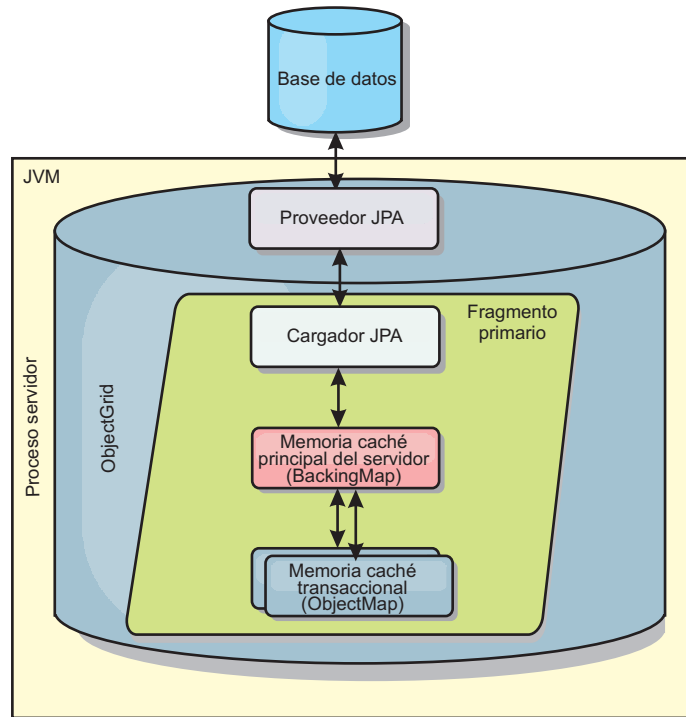 Base de datos
JVM
Proveedor JPA
Fragmento
primario
Cargador JPA
Proceso servidor
ObjectGrid
Memoria caché
principal del servidor
(BackingMap)
Memoria caché
transaccional
(ObjectMap)